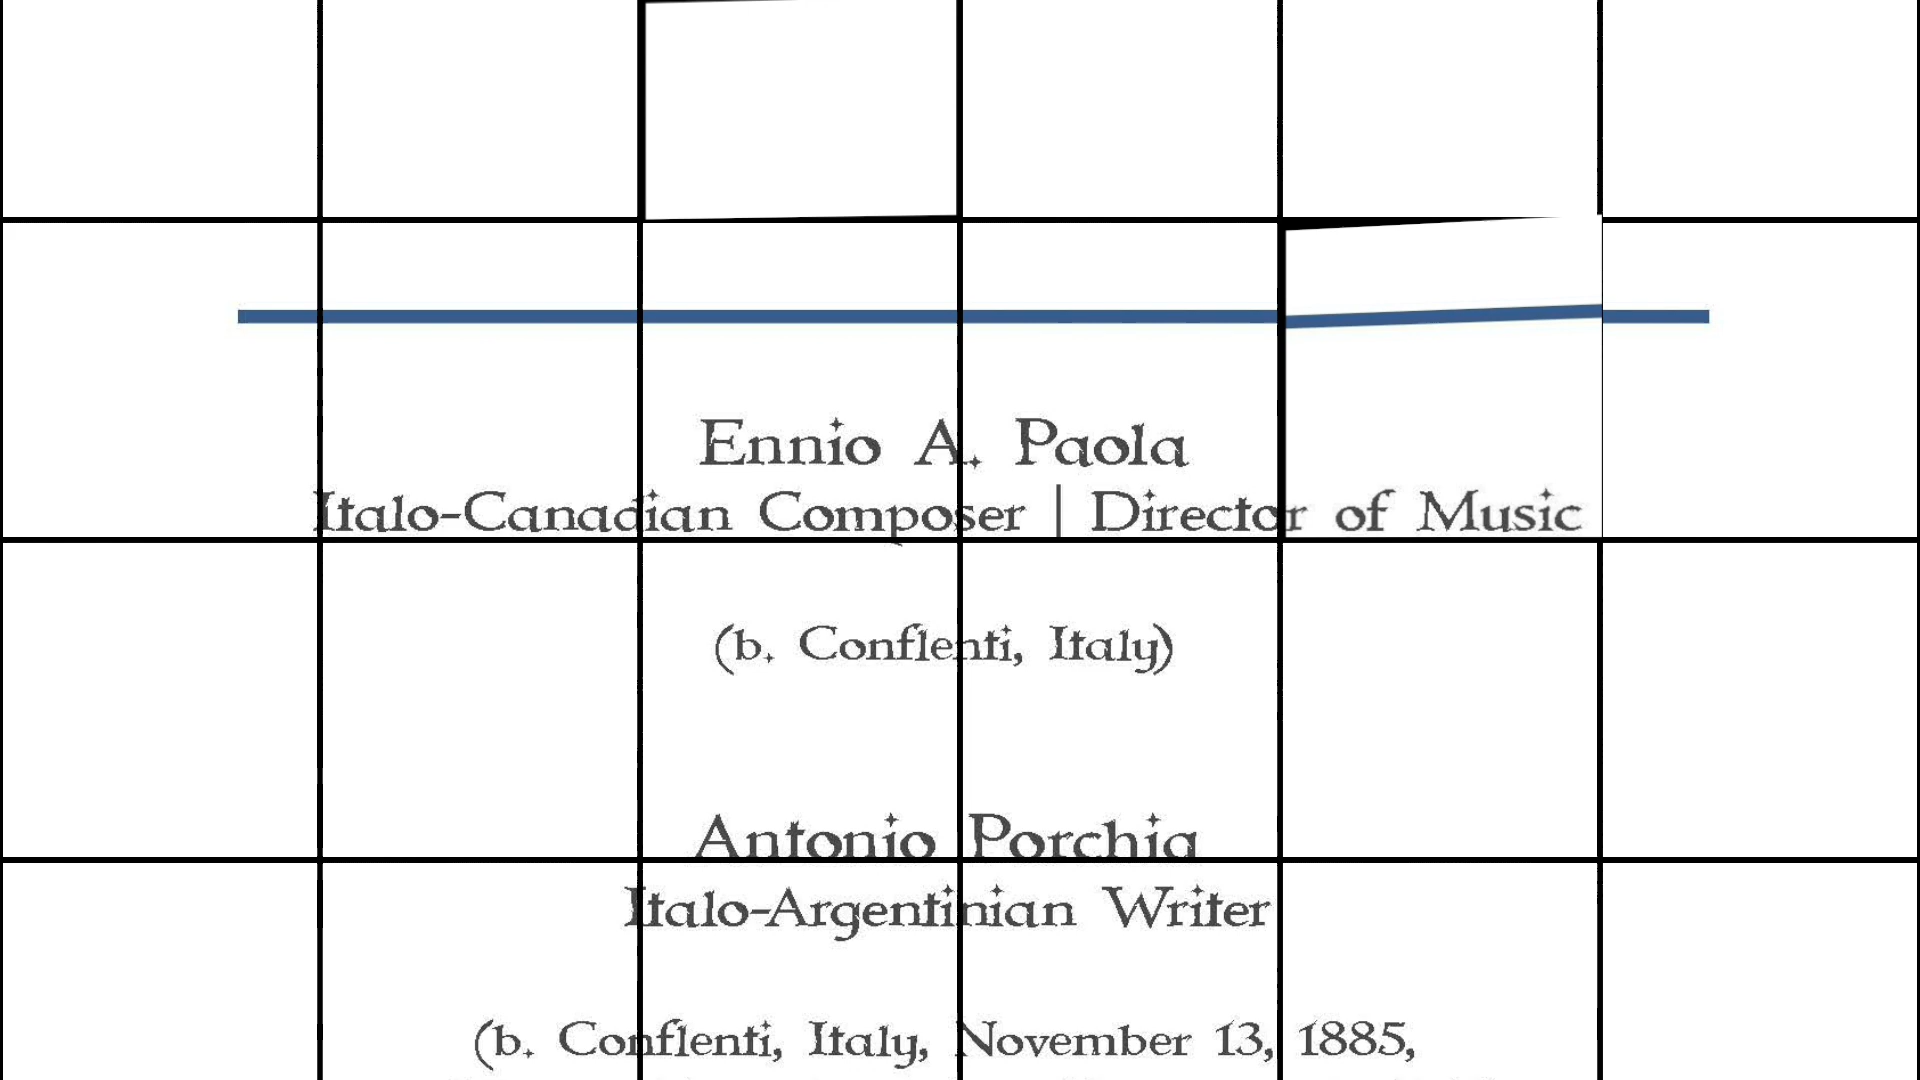 Ennio A. Paola
Italo-Canadian Composer | Director of Music
(b. Conflenti, Italy)
Antonio Porchia
Italo-Argentinian Writer
(b. Conflenti, Italy, November 13, 1885,